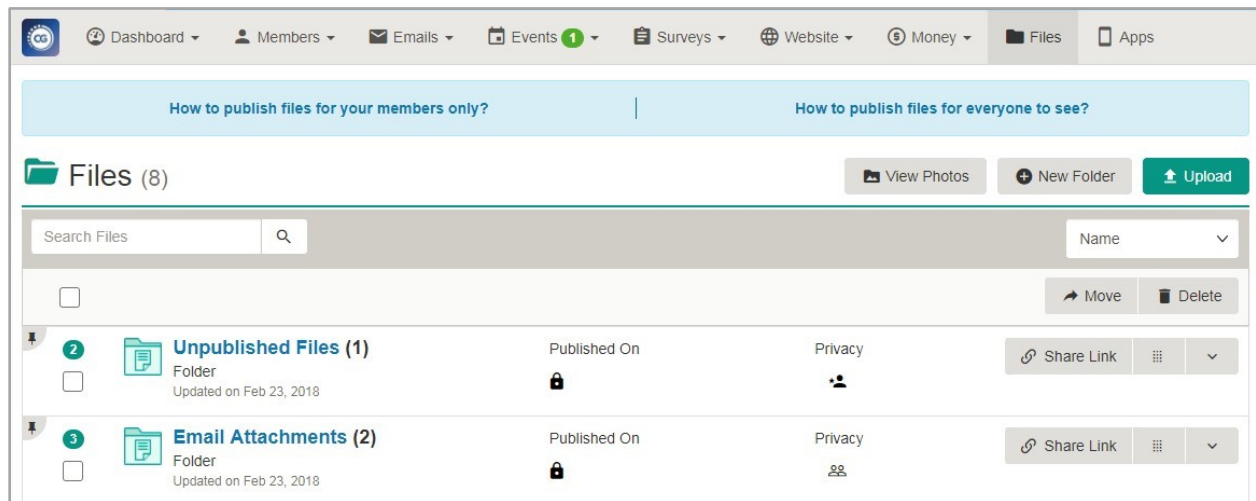 CG Dashboard Members Emails Events 1 Surveys Website Money Files Apps
How to publish files for your members only? How to publish files for everyone to see?
Files (8) View Photos New Folder Upload
Search Files Name
Move Delete
2 Unpublished Files (1) Published On Privacy Share Link
Folder
Updated on Feb 23, 2018
3 Email Attachments (2) Published On Privacy Share Link
Folder
Updated on Feb 23, 2018